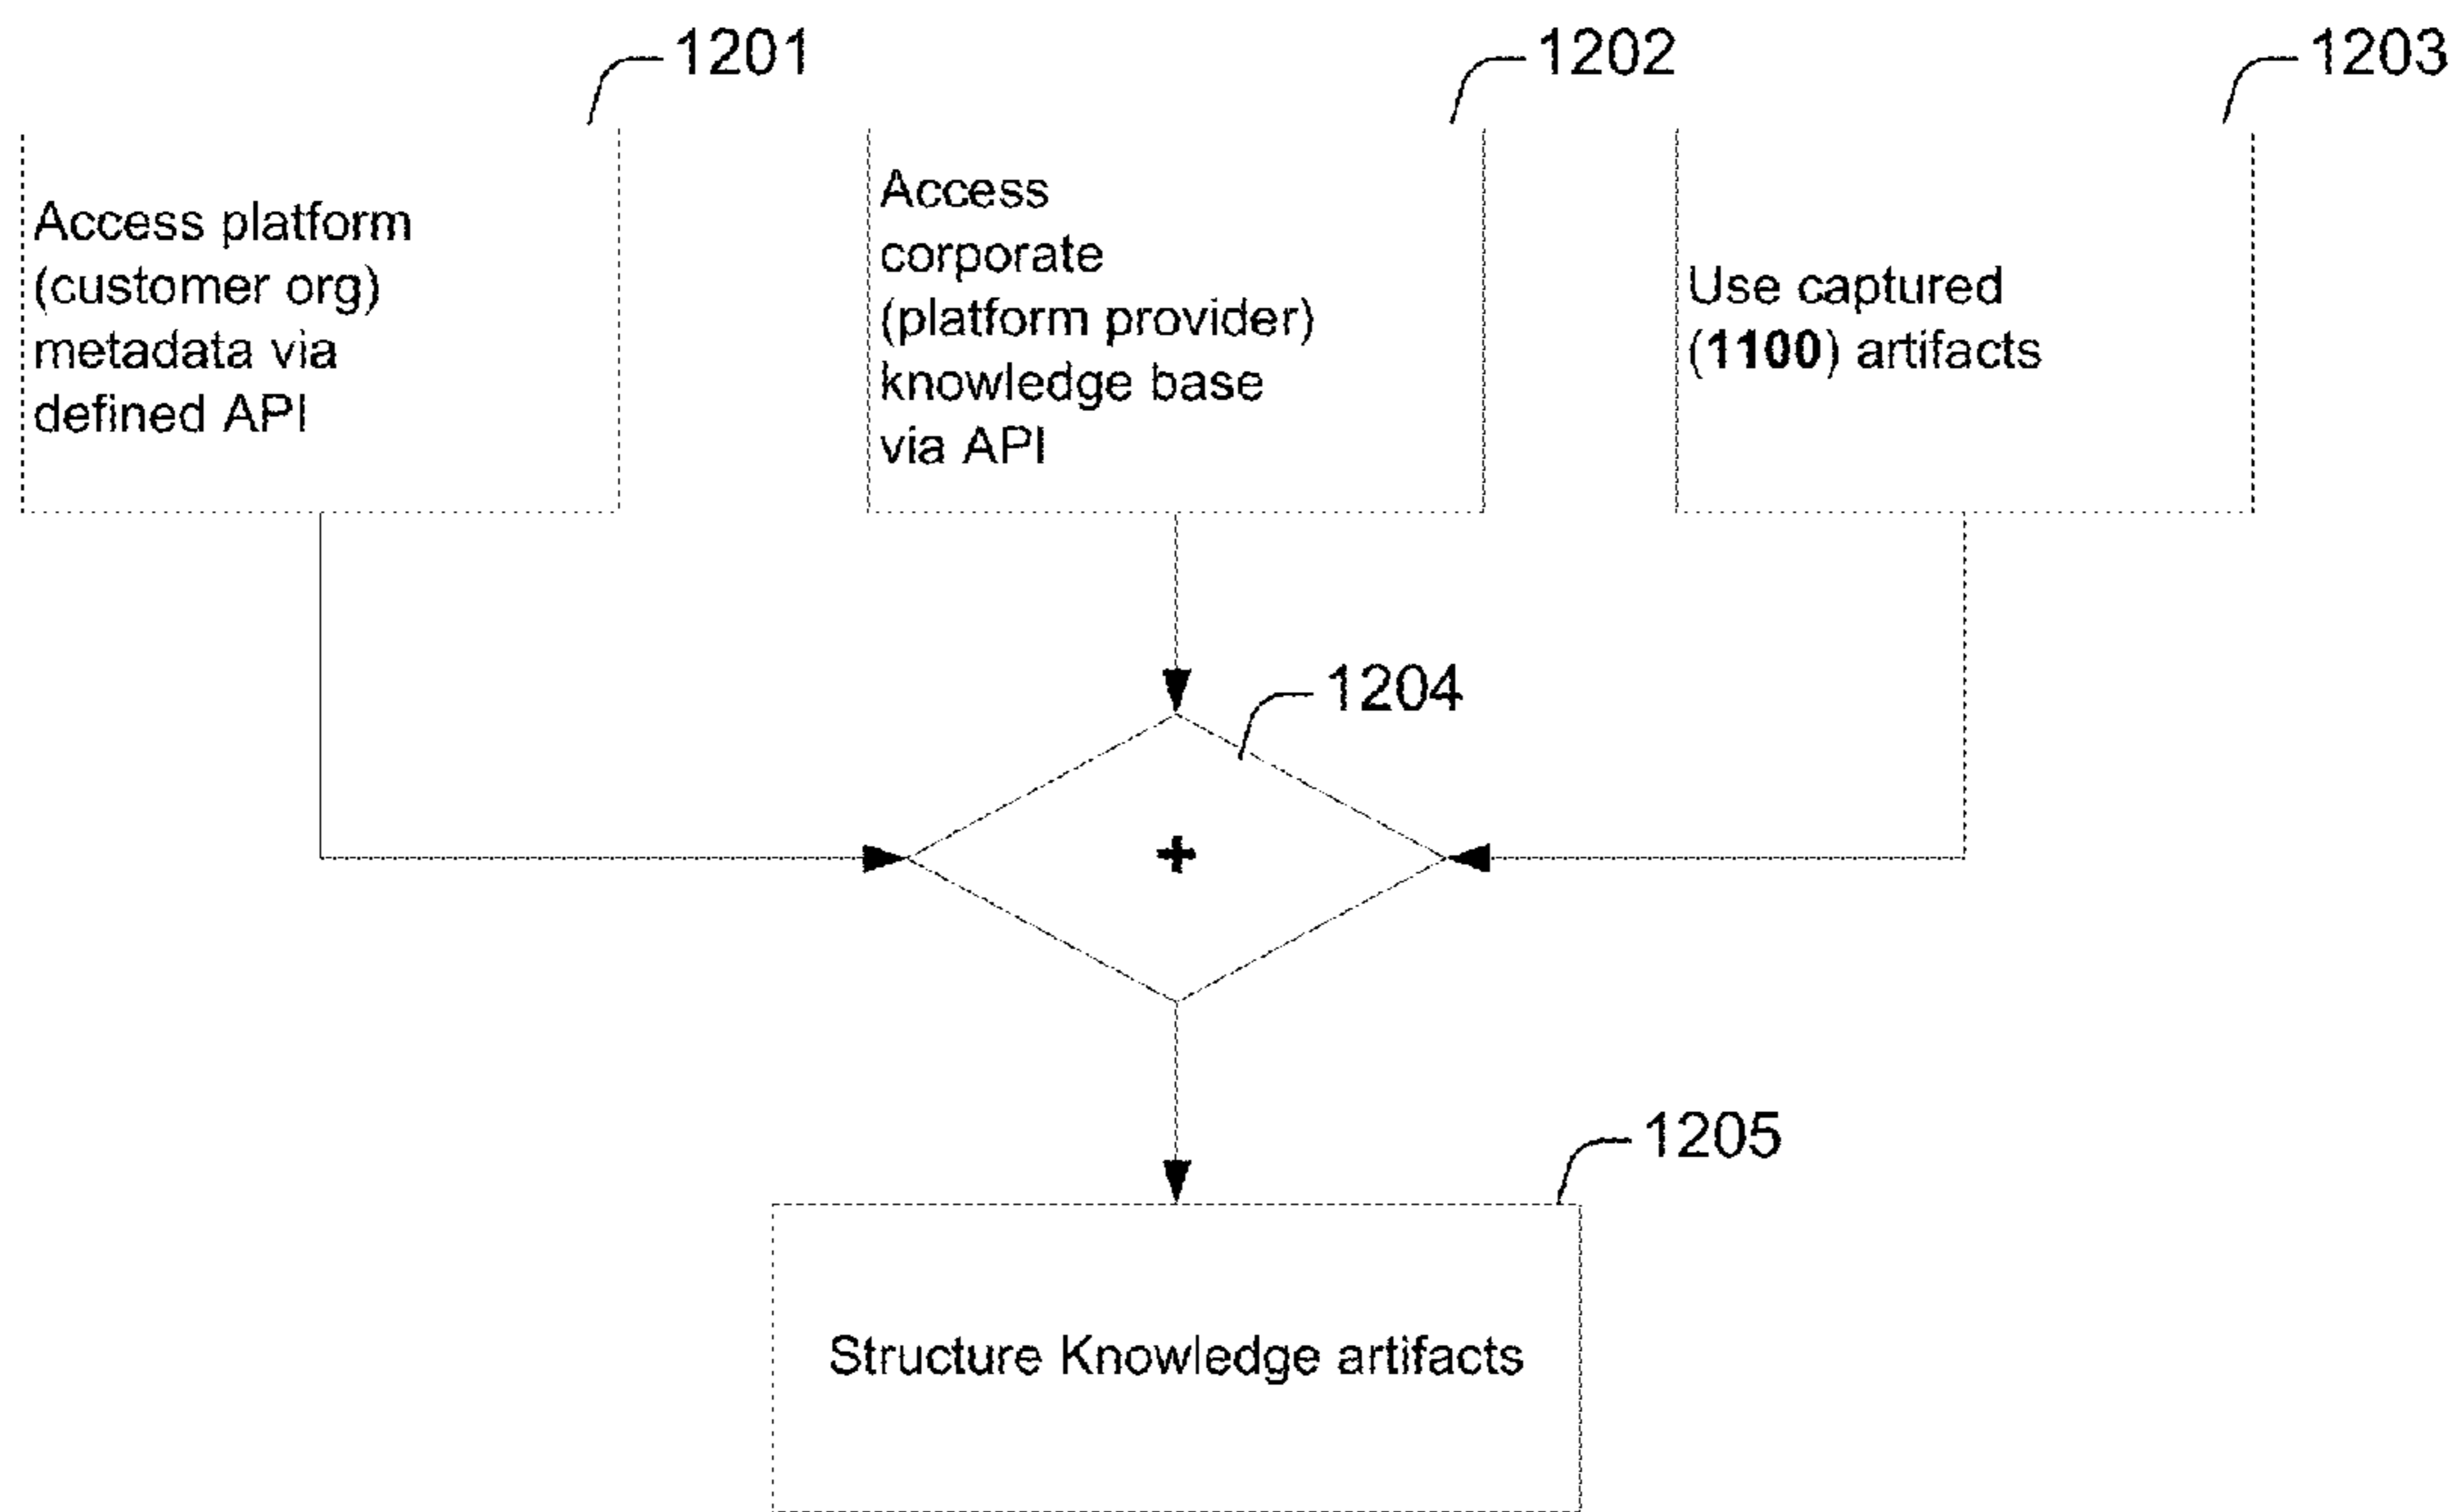 1201
Access platform
(customer org)
metadata via
defined API
1202
Access
corporate
(platform provider)
knowledge base
via API
1203
Use captured
(1100) artifacts
1204
+
1205
Structure Knowledge artifacts